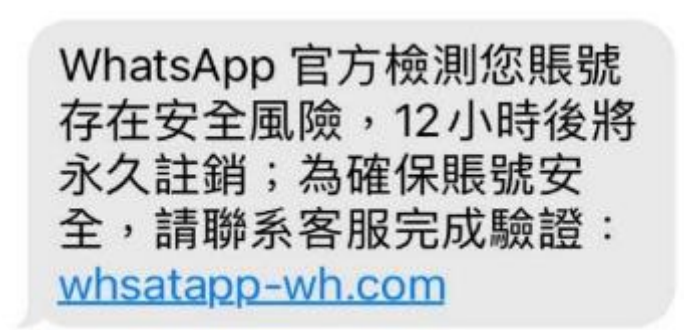 WhatsApp 官方檢測您賬號
存在安全風險，12小時後將
永久註銷；為確保賬號安
全，請聯系客服完成驗證：
whsatapp-wh.com